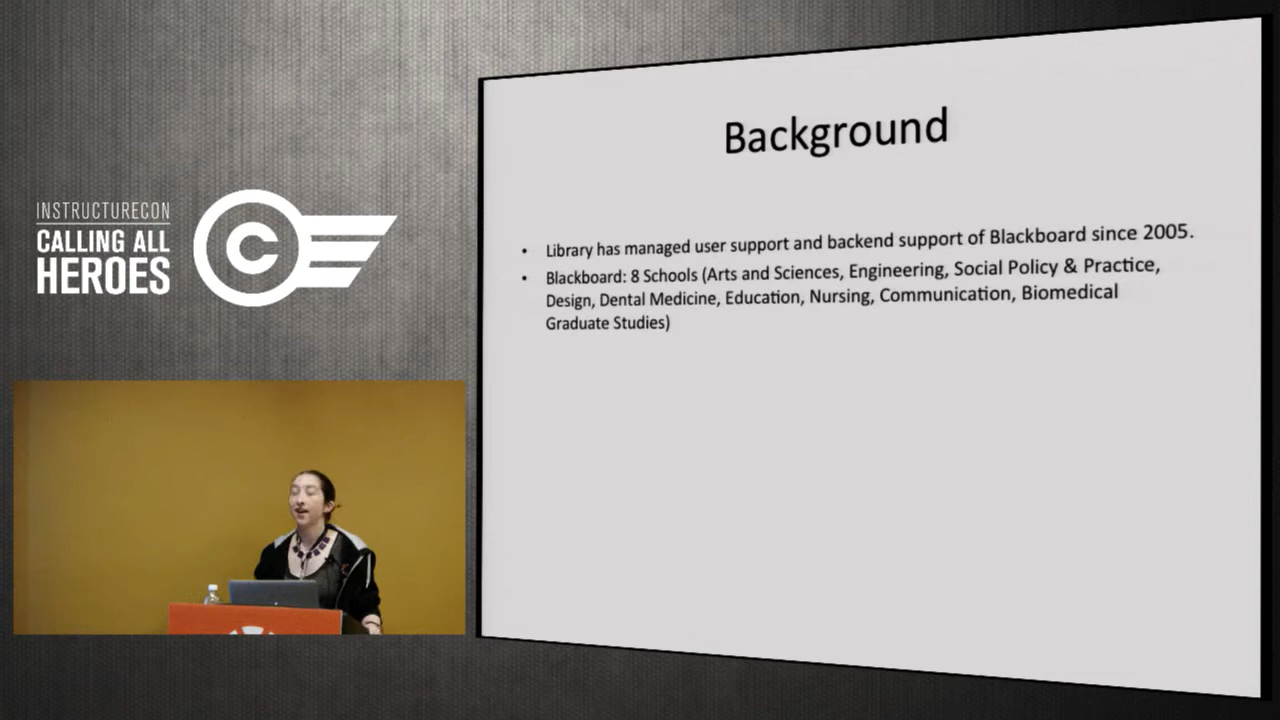 INSTRUCTURECON
CALLING ALL
HEROES
C
Background
• Library has managed user support and backend support of Blackboard since 2005.
• Blackboard: 8 Schools (Arts and Sciences, Engineering, Social Policy & Practice,
Design, Dental Medicine, Education, Nursing, Communication, Biomedical
Graduate Studies)